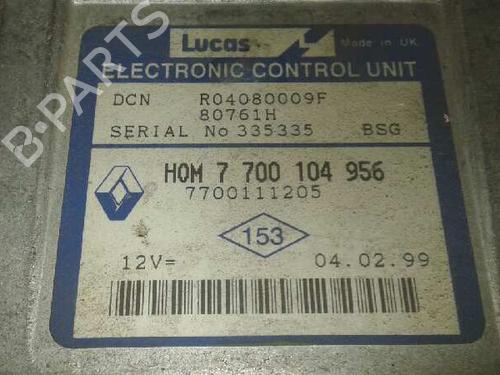 Lucas Made in UK
ELECTRONIC CONTROL UNIT
DCN R04080009F
80761H
SERIAL No 335335 BSG
HOM 7 700 104 956
7700111205
153
12V= 04.02.99
B-PARTS